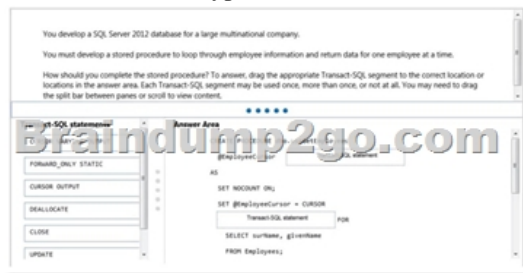 You develop a SQL Server 2012 database for a large multinational company.
You must develop a stored procedure to loop through employee information and return data for one employee at a time.
How should you complete the stored procedure? To answer, drag the appropriate Transact-SQL segment to the correct location or
locations in the answer area. Each Transact-SQL segment may be used once, more than once, or not at all. You may need to drag
the split bar between panes or scroll to view content.
Braindump2go.com
statements
Answer Area
PROCEDURE
@EmployeeCursor
SQL statement
FORWARD_ONLY STATIC
AS
CURSOR OUTPUT
SET NOCOUNT ON;
DEALLOCATE
SET @EmployeeCursor = CURSOR
Transact-SQL statement
FOR
CLOSE
SELECT surName, givenName
UPDATE
FROM Employees;